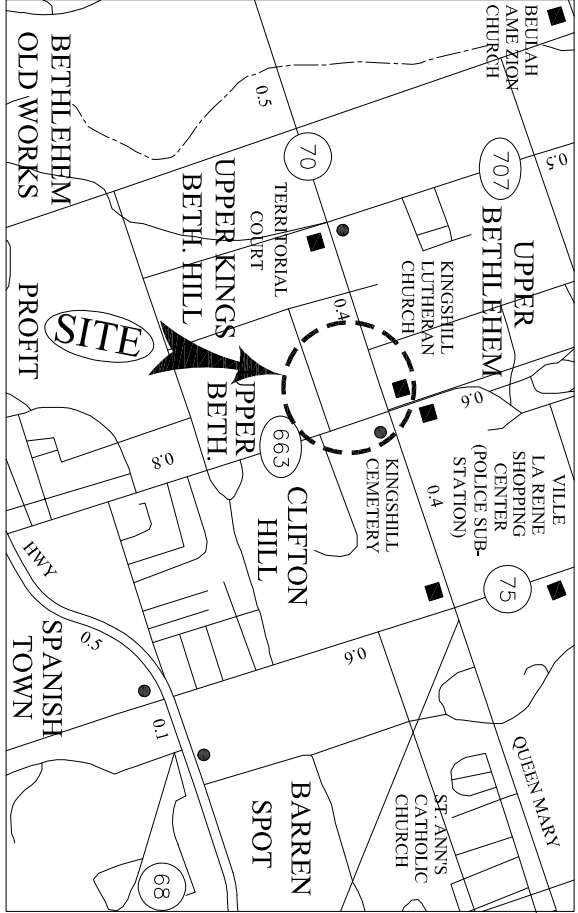 BEULAH
AME ZION
CHURCH
0.5
707
UPPER
BETHLEHEM
0.6
VILLE
LA REINE
SHOPPING
CENTER
(POLICE SUB-
STATION)
75
QUEEN MARY
KINGSHILL
LUTHERAN
CHURCH
0.4
KINGSHILL
CEMETERY
0.4
ST. ANN'S
CATHOLIC
CHURCH
0.5
70
TERRITORIAL
COURT
UPPER KINGS
BETH. HILL
UPPER
BETH.
663
CLIFTON
HILL
0.6
BARREN
SPOT
BETHLEHEM
OLD WORKS
PROFIT
SITE
0.8
HWY
0.5
SPANISH
TOWN
0.1
68